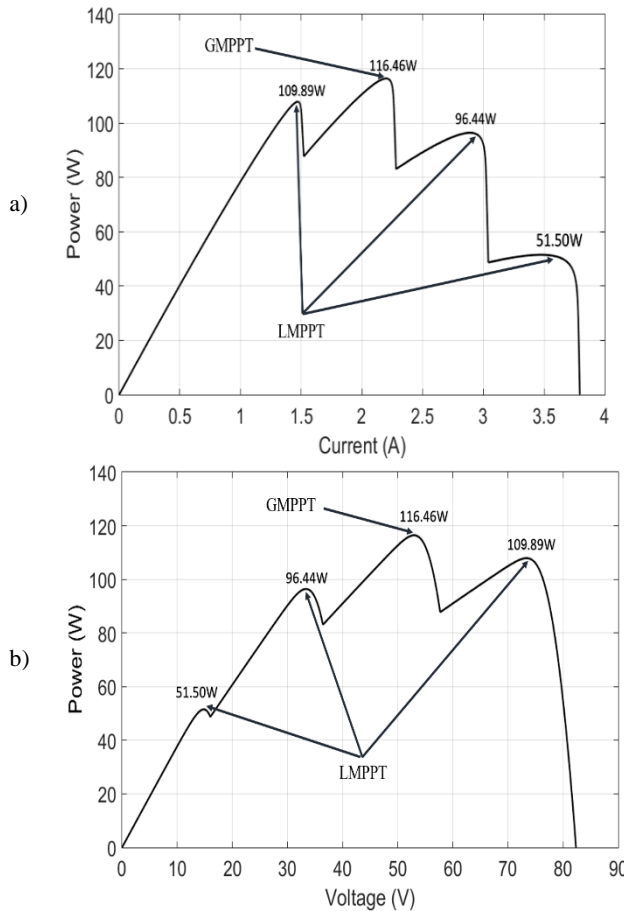 a)
Power (W)
140
120
100
80
60
40
20
0
GMPPT
109.89W
116.46W
96.44W
51.50W
LMPPT
0 0.5 1 1.5 2 2.5 3 3.5 4
Current (A)
b)
Power (W)
140
120
100
80
60
40
20
0
GMPPT
51.50W
96.44W
116.46W
109.89W
LMPPT
0 10 20 30 40 50 60 70 80 90
Voltage (V)